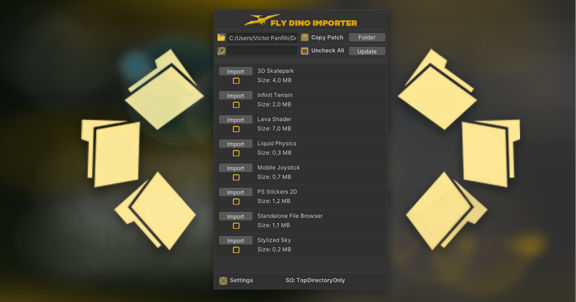 FLY DINO IMPORTER
C:/Users/Victor Panfilii/D Copy Patch Folder
Uncheck All Update
Import 3D Skatepark
Size: 4,0 MB
Import Infinit Terrain
Size: 2,0 MB
Import Lava Shader
Size: 7,0 MB
Import Liquid Physics
Size: 0,3 MB
Import Mobile Joystick
Size: 0,7 MB
Import PS Stickers 2D
Size: 1,2 MB
Import Standalone File Browser
Size: 1,1 MB
Import Stylized Sky
Size: 0,2 MB
Settings SO: TopDirectoryOnly